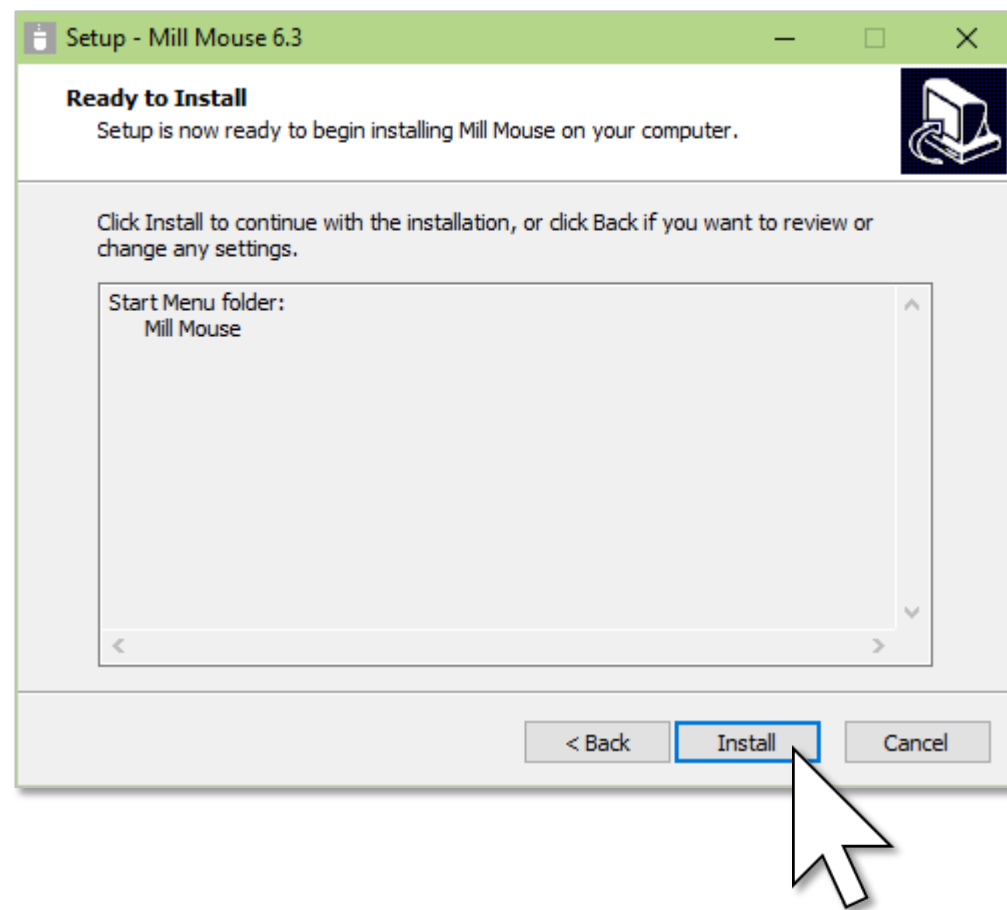 Setup - Mill Mouse 6.3
Ready to Install
Setup is now ready to begin installing Mill Mouse on your computer.
Click Install to continue with the installation, or click Back if you want to review or
change any settings.
Start Menu folder:
Mill Mouse
< Back Install Cancel